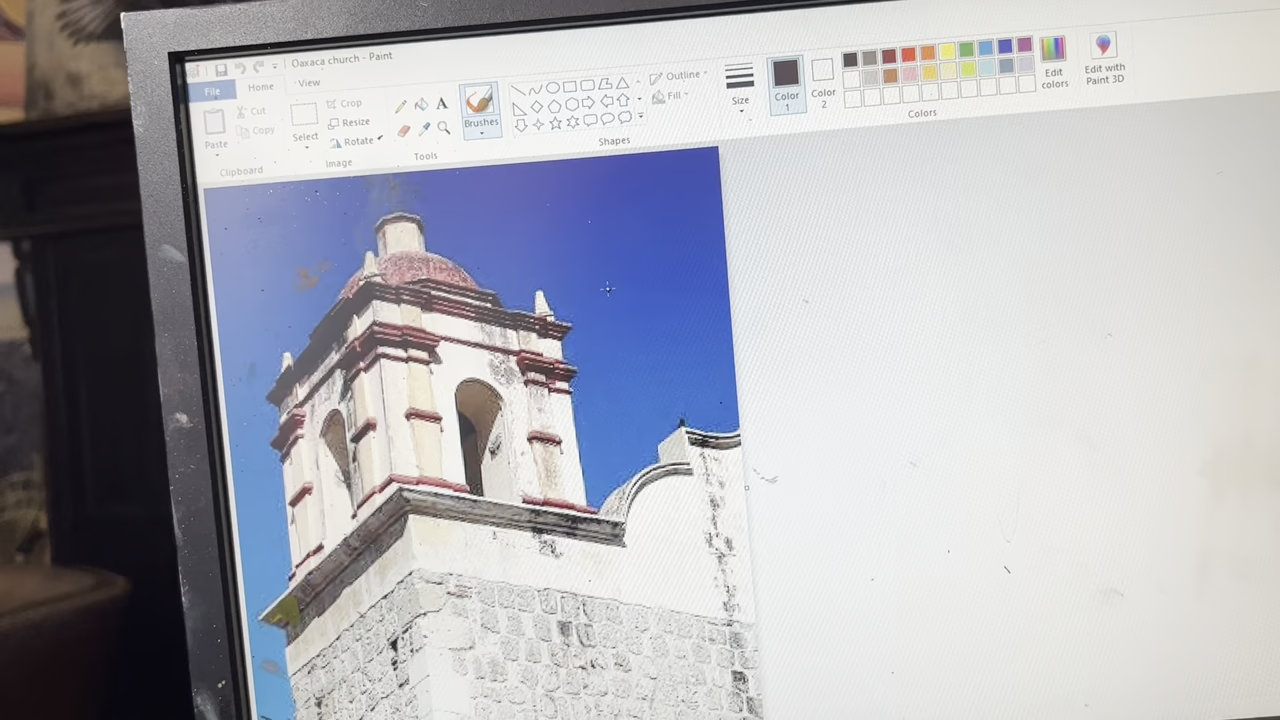 Oaxaca church - Paint
File Home View
Paste
Cut
Copy
Clipboard
Select
Crop
Resize
Rotate
Image
A
Tools
Brushes
Outline
Fill
Shapes
Size
Color 1
Color 2
Edit colors
Colors
Edit with Paint 3D